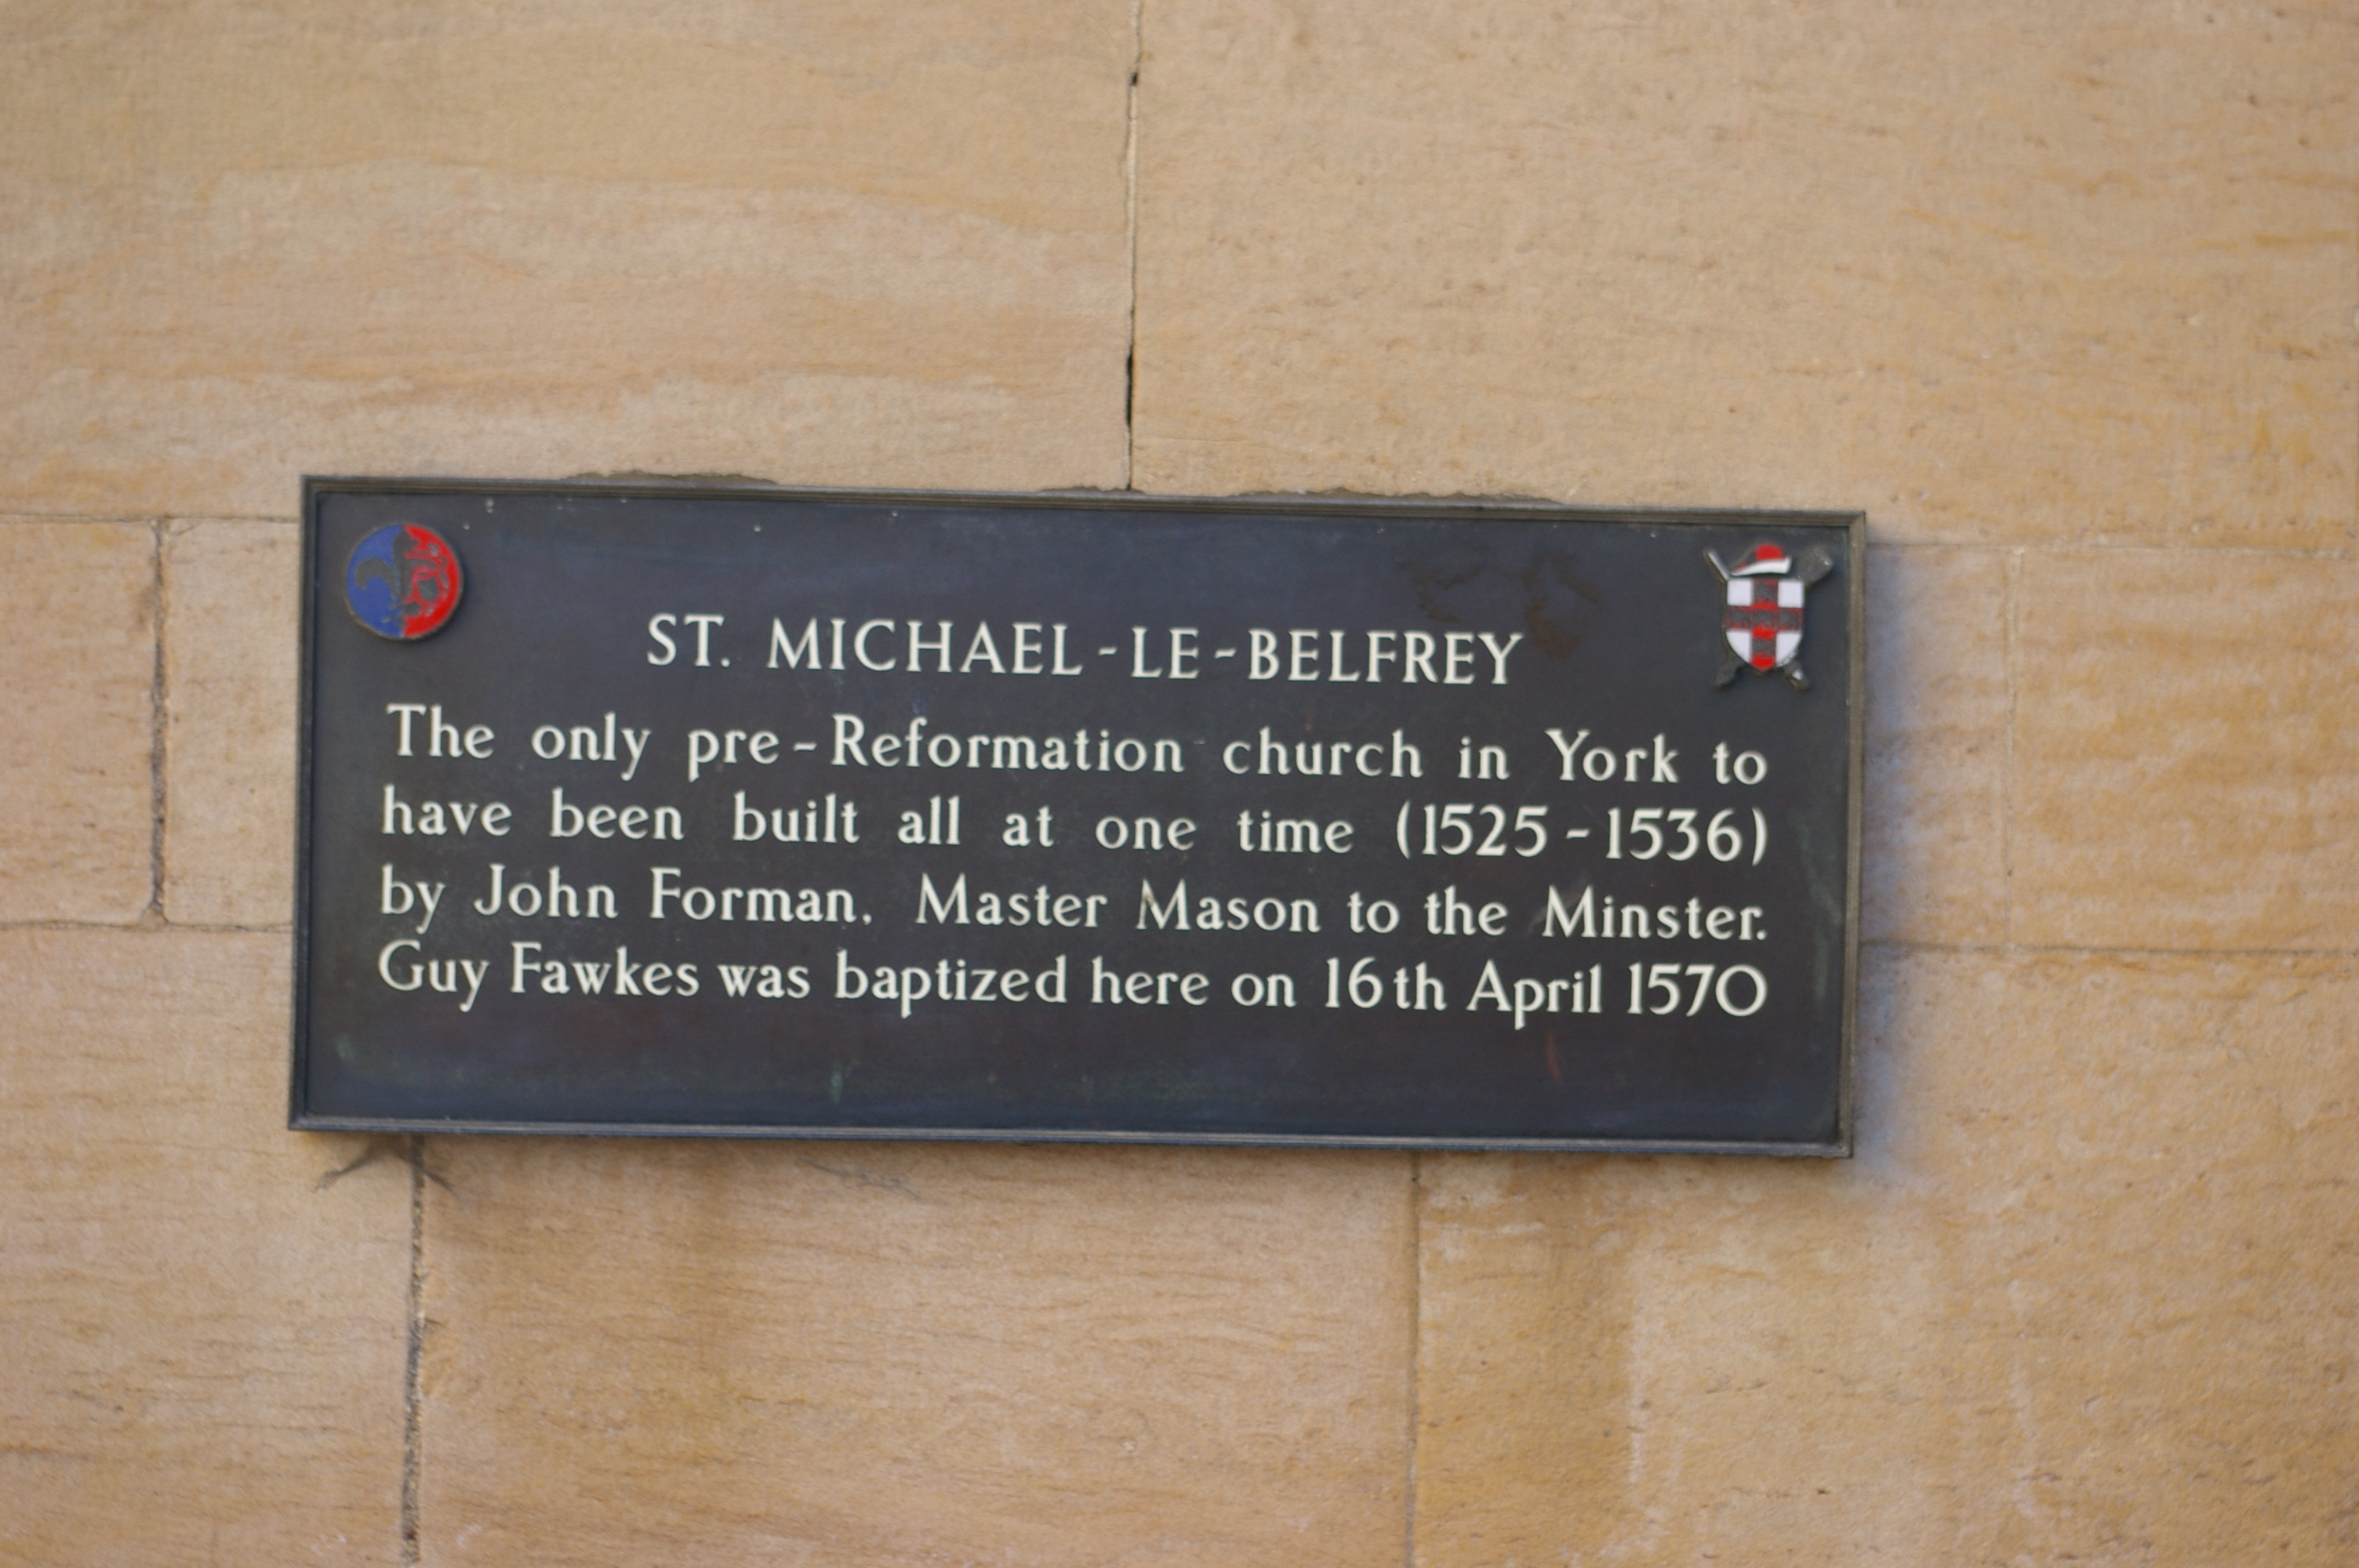 ST. MICHAEL-LE-BELFREY
The only pre-Reformation church in York to
have been built all at one time (1525-1536)
by John Forman. Master Mason to the Minster.
Guy Fawkes was baptized here on 16th April 1570